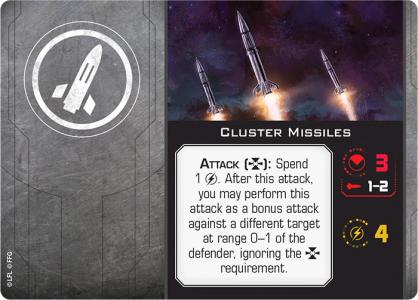 Cluster Missiles
Attack ( ): Spend
1 . After this attack,
you may perform this
attack as a bonus attack
against a different target
at range 0–1 of the
defender, ignoring the
requirement.
3
1–2
4
©LFL ©FFG